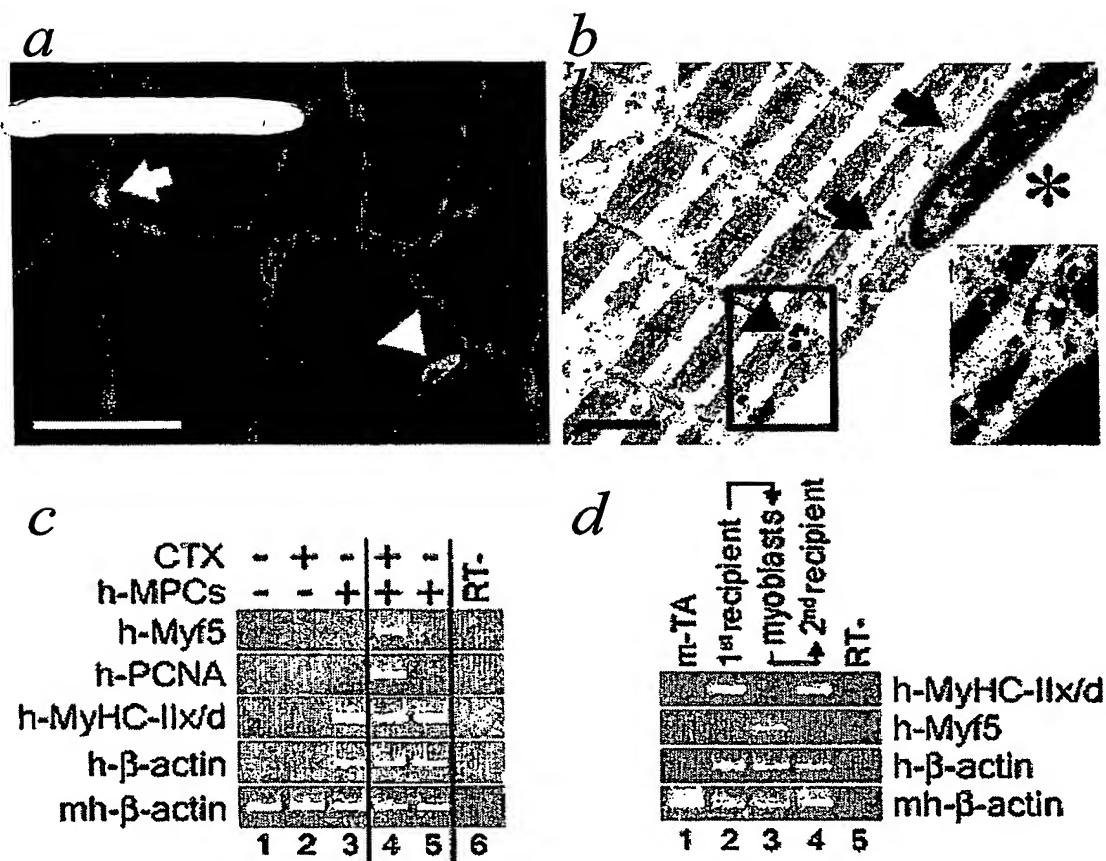 a
b
c
CTX - + - + -
h-MPCs - - + + + RT-
h-Myf5
h-PCNA
h-MyHC-IIx/d
h-β-actin
mh-β-actin
1 2 3 4 5 6
d
m-TA
1st recipient
myoblasts
2nd recipient
RT-
h-MyHC-IIx/d
h-Myf5
h-β-actin
mh-β-actin
1 2 3 4 5